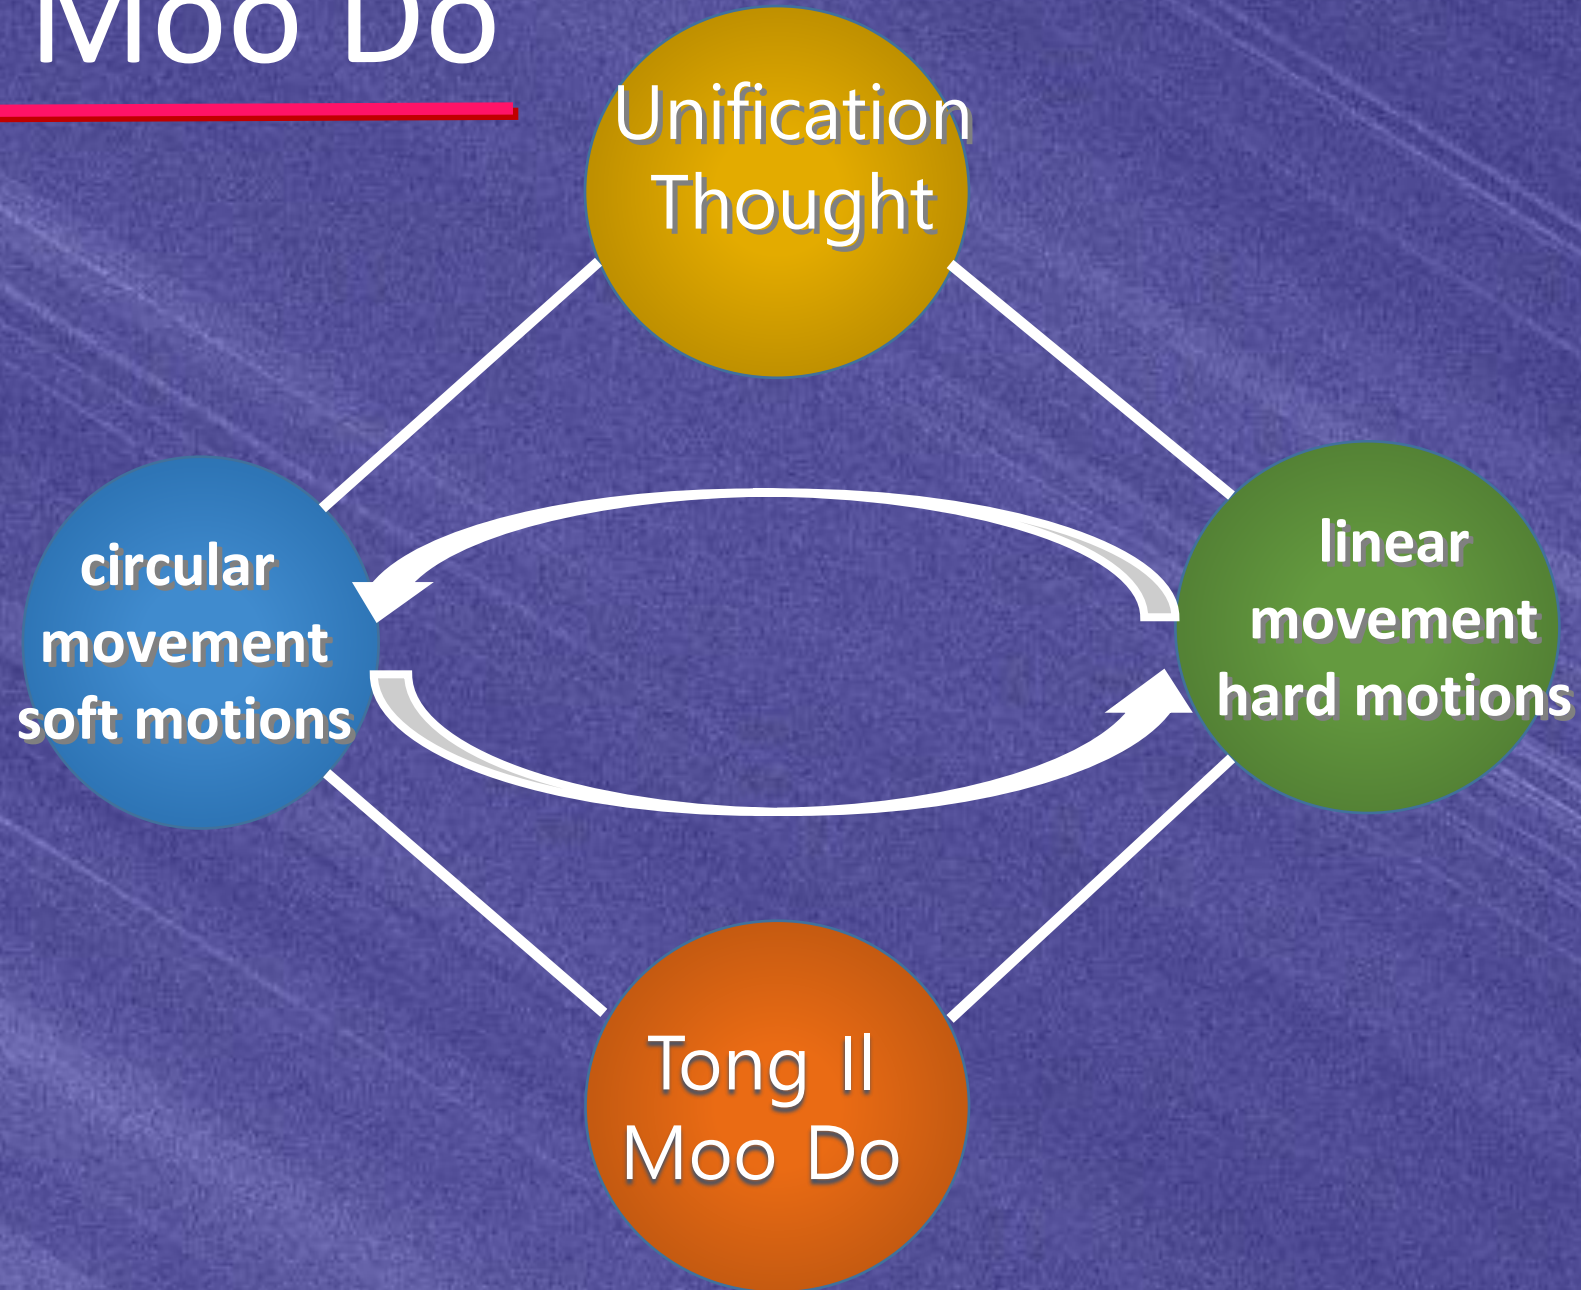 Moo Do
Unification
Thought
circular
movement
soft motions
linear
movement
hard motions
Tong Il
Moo Do